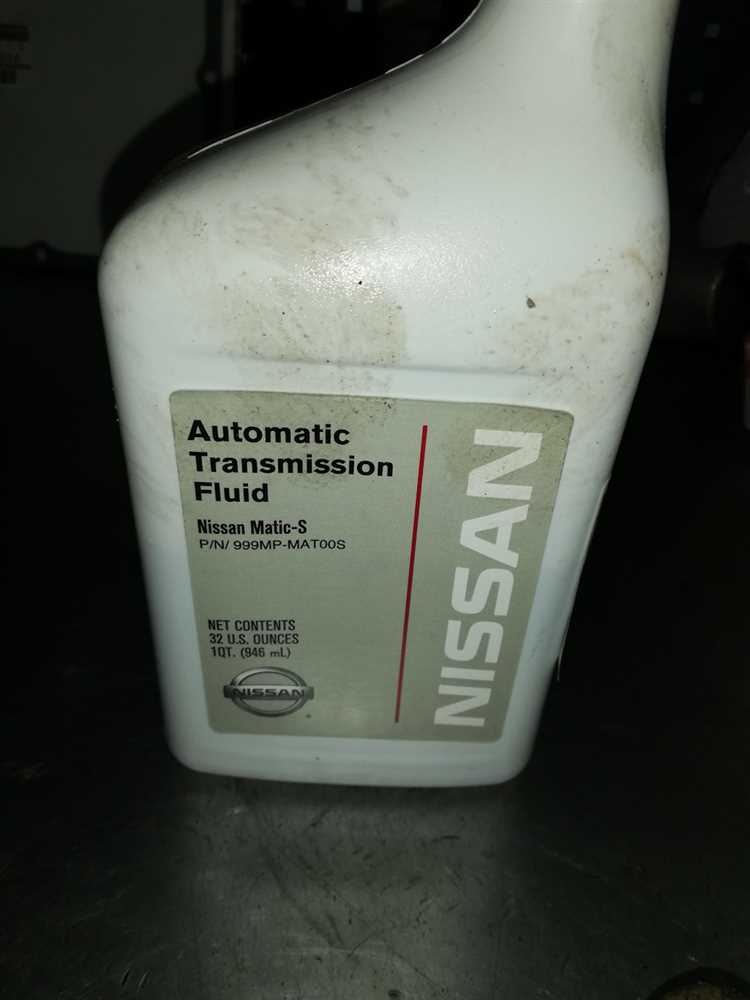 Automatic
Transmission
Fluid
Nissan Matic-S
P/N/ 999MP-MAT00S
NET CONTENTS
32 U.S. OUNCES
1QT. (946 mL)
NISSAN
NISSAN